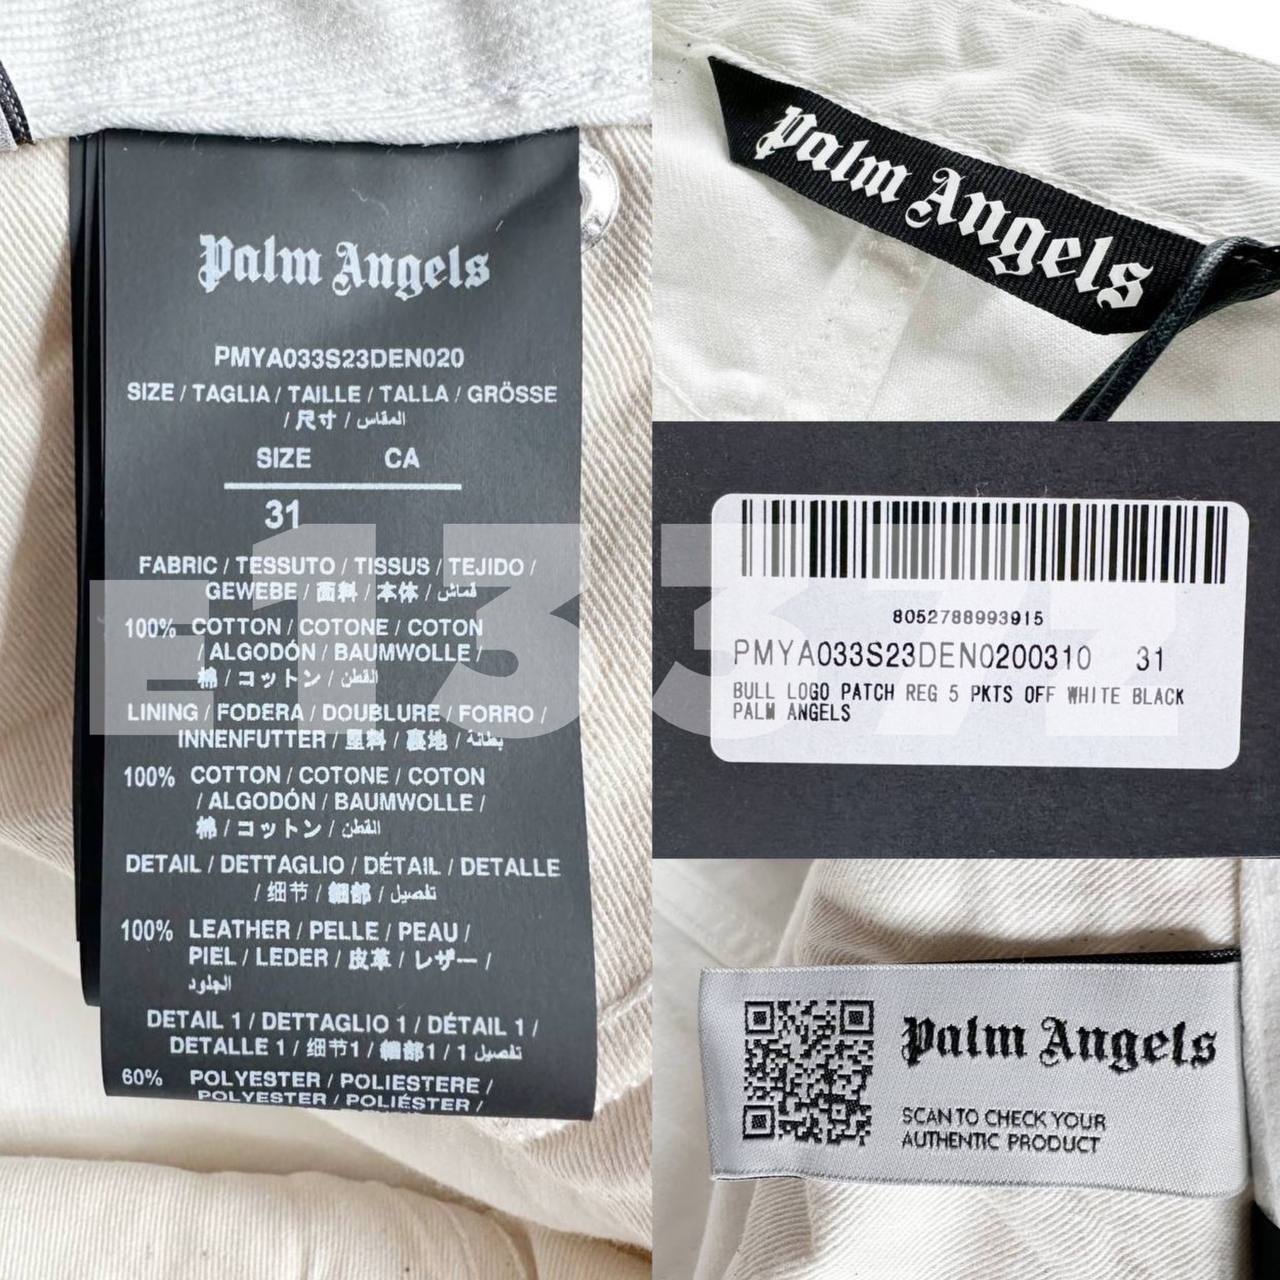 Palm Angels
PMYA033S23DEN020
SIZE / TAGLIA / TAILLE / TALLA / GRÖSSE
/ 尺寸 / المقاس
SIZE CA
31
FABRIC / TESSUTO / TISSUS / TEJIDO /
GEWEBE / 面料 / 本体 / قماش
100% COTTON / COTONE / COTON
/ ALGODÓN / BAUMWOLLE /
棉 / コットン / القطن
LINING / FODERA / DOUBLURE / FORRO /
INNENFUTTER / 里料 / 裏地 / بطانة
100% COTTON / COTONE / COTON
/ ALGODÓN / BAUMWOLLE /
棉 / コットン / القطن
DETAIL / DETTAGLIO / DÉTAIL / DETALLE
/ 细节 / 細部 / تفصيل
100% LEATHER / PELLE / PEAU /
PIEL / LEDER / 皮革 / レザー /
الجلود
DETAIL 1 / DETTAGLIO 1 / DÉTAIL 1 /
DETALLE 1 / 细节1 / 細部1 / تفصيل 1
60% POLYESTER / POLIESTERE /
POLYESTER / POLIÉSTER /
Palm Angels
8052788993915
PMYA033S23DEN0200310 31
BULL LOGO PATCH REG 5 PKTS OFF WHITE BLACK
PALM ANGELS
Palm Angels
SCAN TO CHECK YOUR
AUTHENTIC PRODUCT